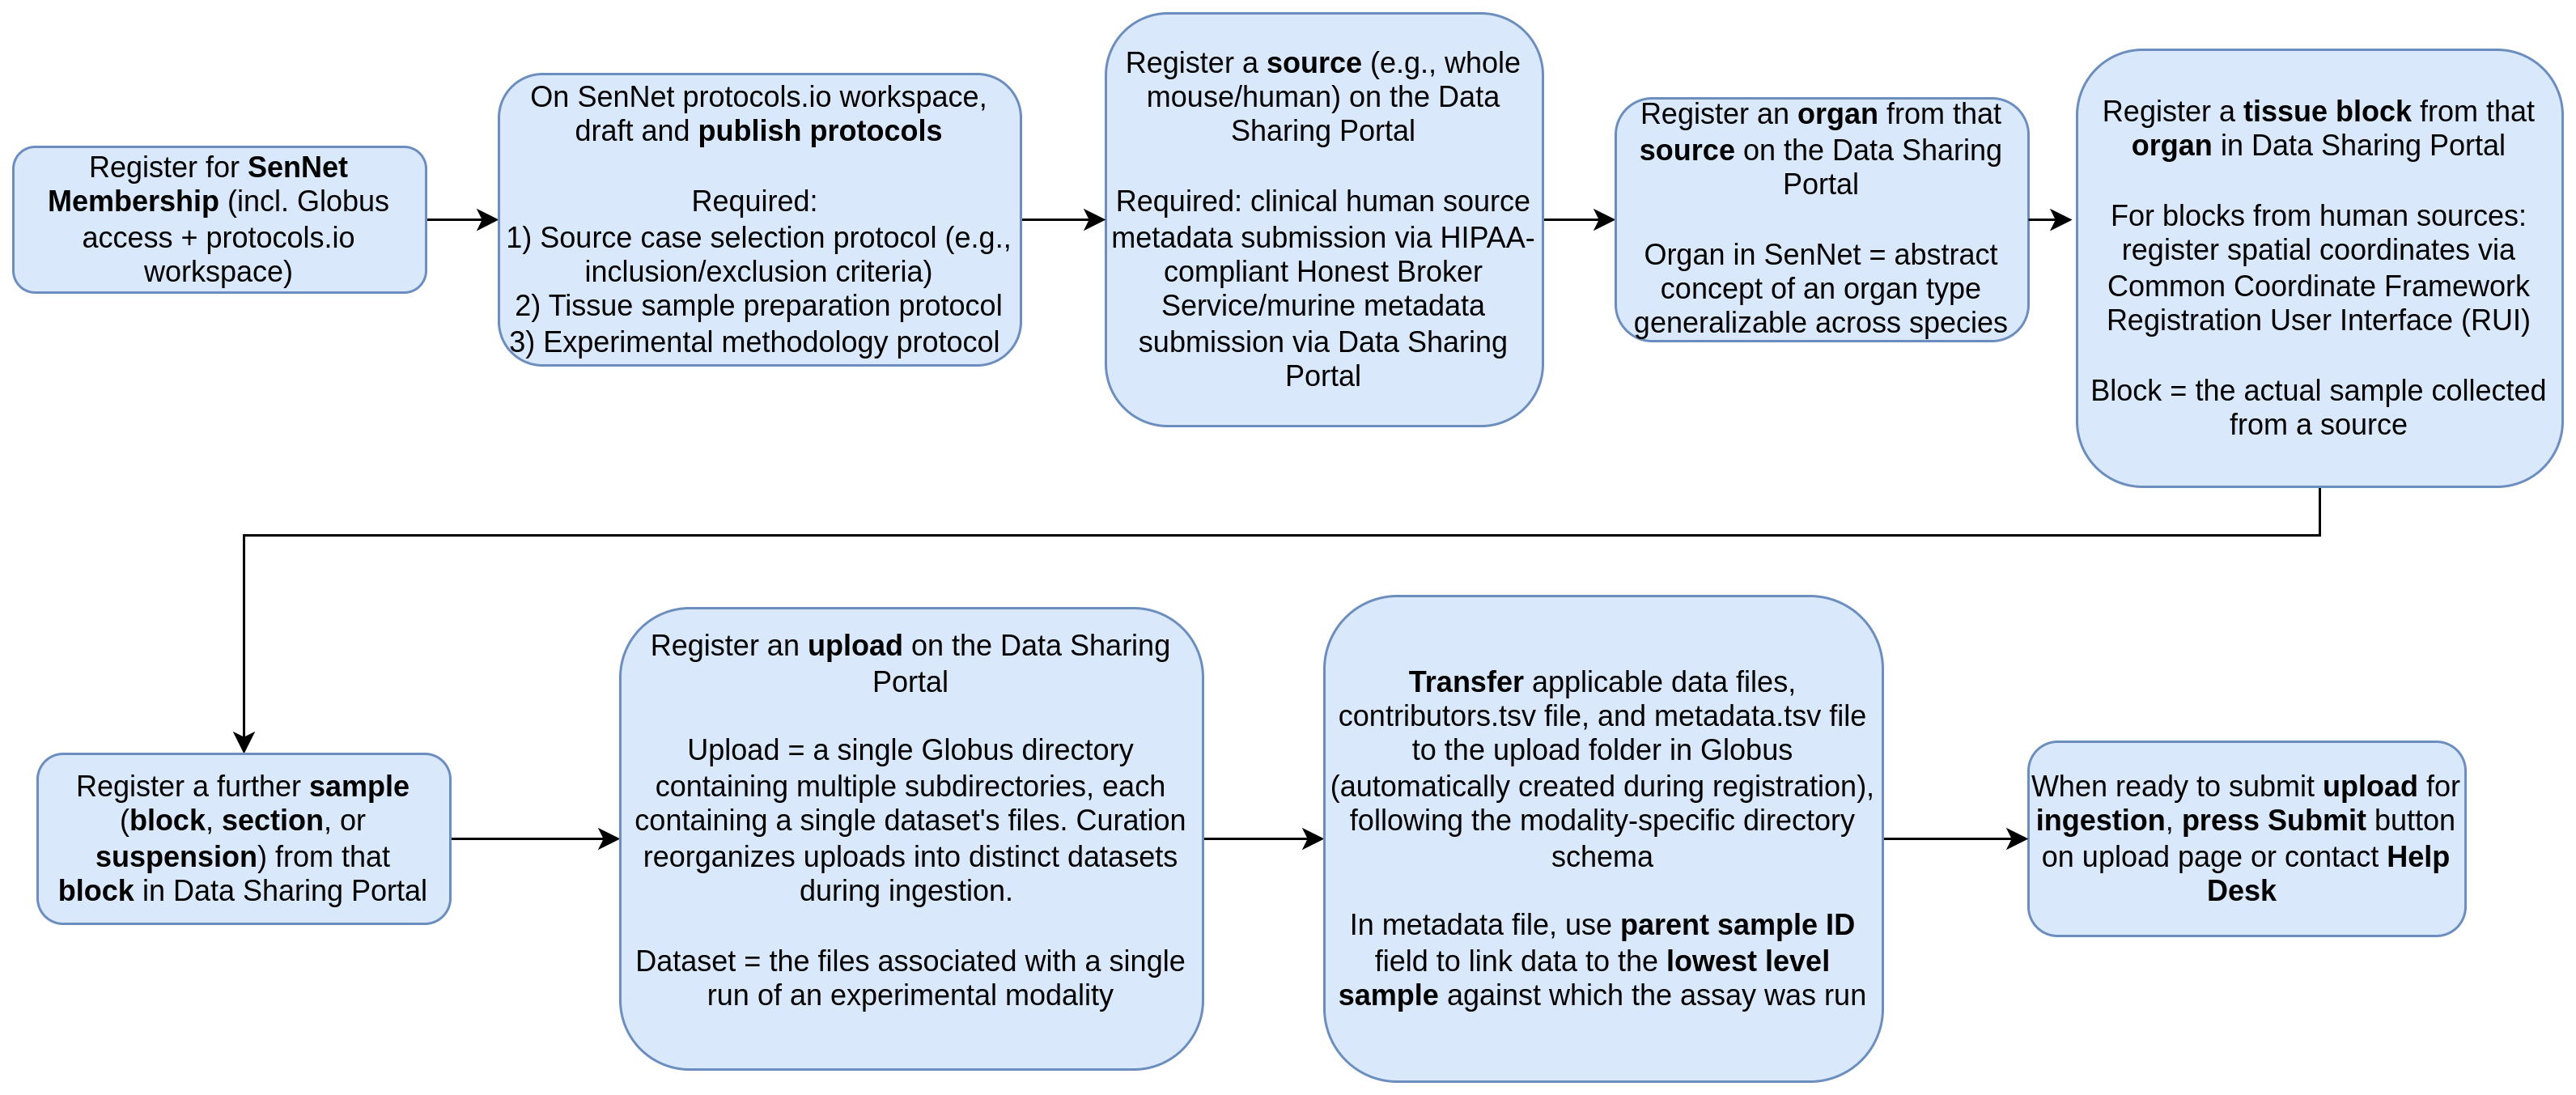 Register for SenNet
Membership (incl. Globus
access + protocols.io
workspace)
On SenNet protocols.io workspace,
draft and publish protocols
Required:
1) Source case selection protocol (e.g.,
inclusion/exclusion criteria)
2) Tissue sample preparation protocol
3) Experimental methodology protocol
Register a source (e.g., whole
mouse/human) on the Data
Sharing Portal
Required: clinical human source
metadata submission via HIPAA-
compliant Honest Broker
Service/murine metadata
submission via Data Sharing
Portal
Register an organ from that
source on the Data Sharing
Portal
Organ in SenNet = abstract
concept of an organ type
generalizable across species
Register a tissue block from that
organ in Data Sharing Portal
For blocks from human sources:
register spatial coordinates via
Common Coordinate Framework
Registration User Interface (RUI)
Block = the actual sample collected
from a source
Register a further sample
(block, section, or
suspension) from that
block in Data Sharing Portal
Register an upload on the Data Sharing
Portal
Upload = a single Globus directory
containing multiple subdirectories, each
containing a single dataset's files. Curation
reorganizes uploads into distinct datasets
during ingestion.
Dataset = the files associated with a single
run of an experimental modality
Transfer applicable data files,
contributors.tsv file, and metadata.tsv file
to the upload folder in Globus
(automatically created during registration),
following the modality-specific directory
schema
In metadata file, use parent sample ID
field to link data to the lowest level
sample against which the assay was run
When ready to submit upload for
ingestion, press Submit button
on upload page or contact Help
Desk